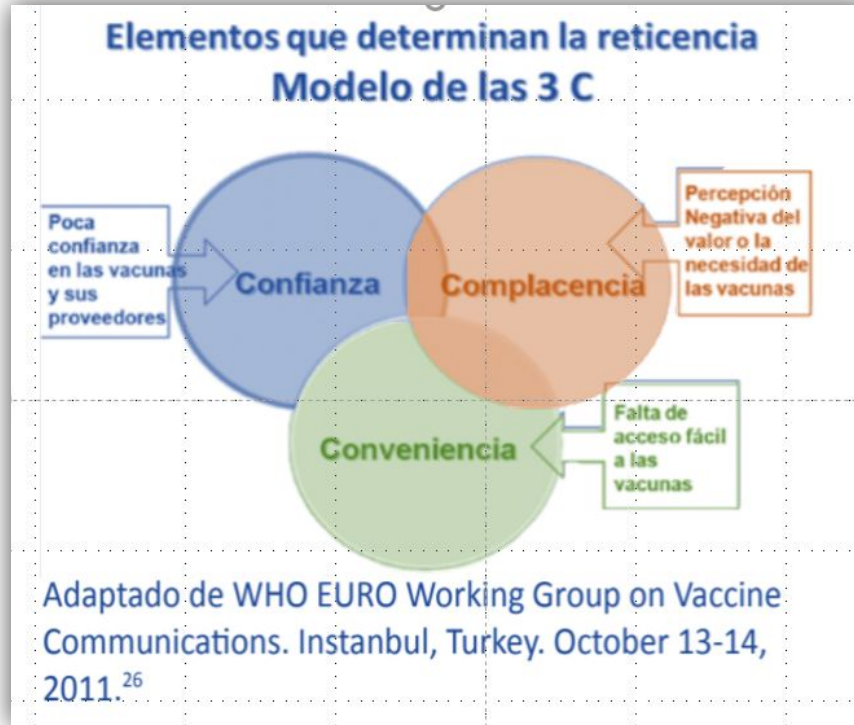 Elementos que determinan la reticencia
Modelo de las 3 C
Poca
confianza
en las vacunas
y sus
proveedores
Confianza
Complacencia
Percepción
Negativa del
valor o la
necesidad de
las vacunas
Conveniencia
Falta de
acceso fácil
a las
vacunas
Adaptado de WHO EURO Working Group on Vaccine
Communications. Instanbul, Turkey. October 13-14,
2011.²⁶